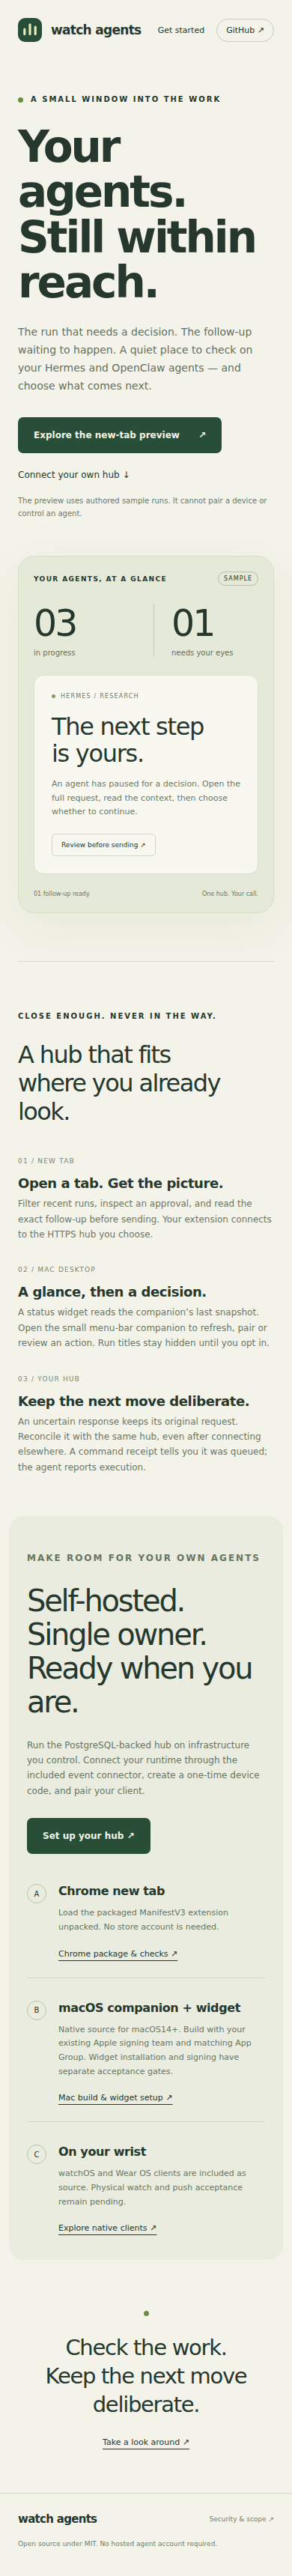 watch agents
Get started
GitHub ↗
A SMALL WINDOW INTO THE WORK
Your
agents.
Still within
reach.
The run that needs a decision. The follow-up
waiting to happen. A quiet place to check on
your Hermes and OpenClaw agents — and
choose what comes next.
Explore the new-tab preview ↗
Connect your own hub ↓
The preview uses authored sample runs. It cannot pair a device or
control an agent.
YOUR AGENTS, AT A GLANCE
SAMPLE
03
in progress
01
needs your eyes
HERMES / RESEARCH
The next step
is yours.
An agent has paused for a decision. Open the
full request, read the context, then choose
whether to continue.
Review before sending ↗
01 follow-up ready
One hub. Your call.
CLOSE ENOUGH. NEVER IN THE WAY.
A hub that fits
where you already
look.
01 / NEW TAB
Open a tab. Get the picture.
Filter recent runs, inspect an approval, and read the
exact follow-up before sending. Your extension connects
to the HTTPS hub you choose.
02 / MAC DESKTOP
A glance, then a decision.
A status widget reads the companion's last snapshot.
Open the small menu-bar companion to refresh, pair or
review an action. Run titles stay hidden until you opt in.
03 / YOUR HUB
Keep the next move deliberate.
An uncertain response keeps its original request.
Reconcile it with the same hub, even after connecting
elsewhere. A command receipt tells you it was queued;
the agent reports execution.
MAKE ROOM FOR YOUR OWN AGENTS
Self-hosted.
Single owner.
Ready when you
are.
Run the PostgreSQL-backed hub on infrastructure
you control. Connect your runtime through the
included event connector, create a one-time device
code, and pair your client.
Set up your hub ↗
A
Chrome new tab
Load the packaged ManifestV3 extension
unpacked. No store account is needed.
Chrome package & checks ↗
B
macOS companion + widget
Native source for macOS14+. Build with your
existing Apple signing team and matching App
Group. Widget installation and signing have
separate acceptance gates.
Mac build & widget setup ↗
C
On your wrist
watchOS and Wear OS clients are included as
source. Physical watch and push acceptance
remain pending.
Explore native clients ↗
Check the work.
Keep the next move
deliberate.
Take a look around ↗
watch agents
Security & scope ↗
Open source under MIT. No hosted agent account required.